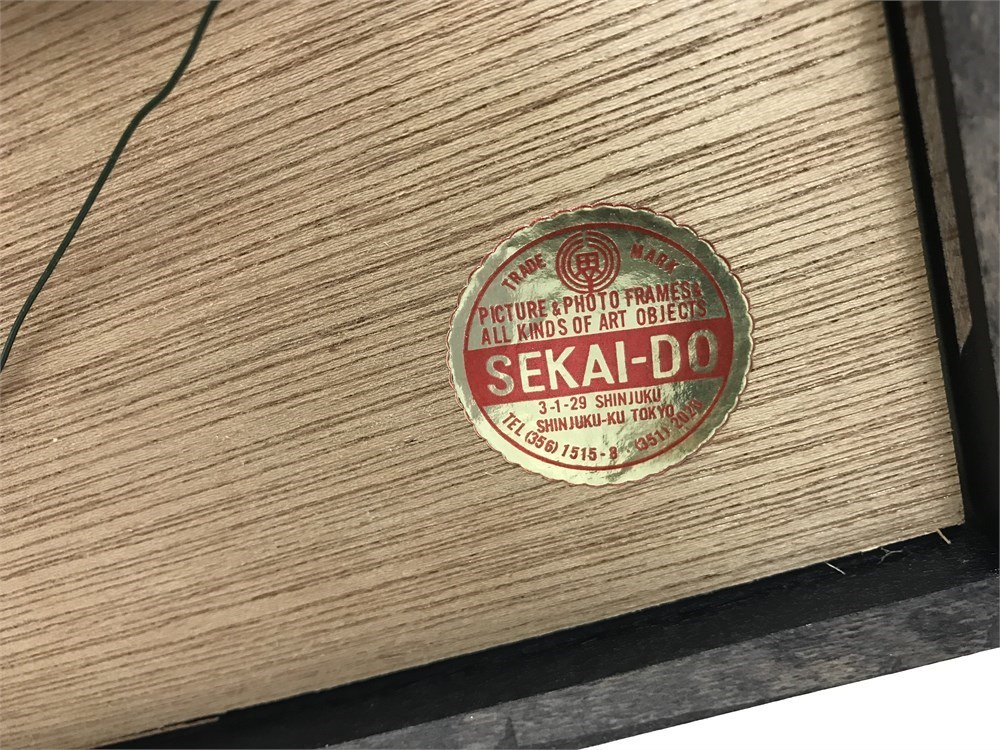 TRADE MARK
PICTURE & PHOTO FRAMES &
ALL KINDS OF ART OBJECTS
SEKAI-DO
3-1-29 SHINJUKU
SHINJUKU-KU TOKYO
TEL (356) 1515-8 (351) 2020